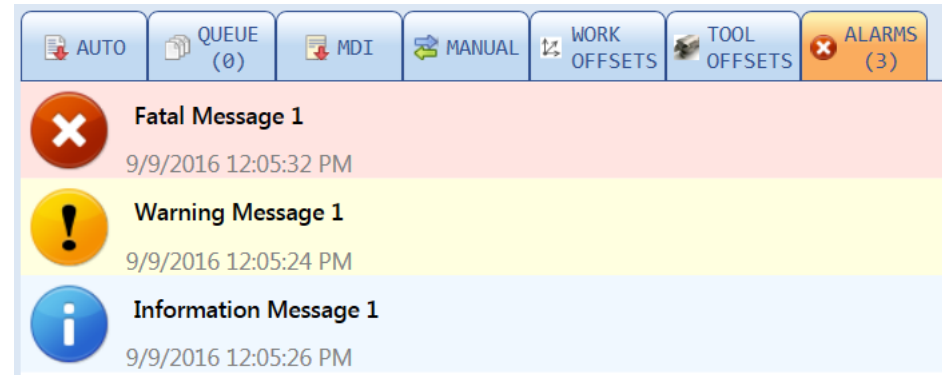 AUTO
QUEUE
(0)
MDI
MANUAL
WORK
OFFSETS
TOOL
OFFSETS
ALARMS
(3)
Fatal Message 1
9/9/2016 12:05:32 PM
Warning Message 1
9/9/2016 12:05:24 PM
Information Message 1
9/9/2016 12:05:26 PM